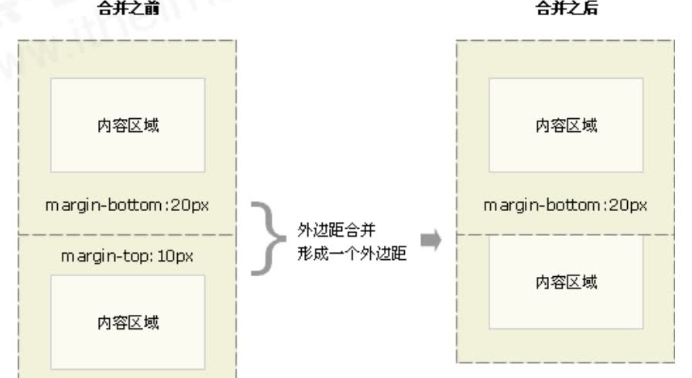 合并之前
合并之后
内容区域
margin-bottom:20px
margin-top:10px
内容区域
外边距合并
形成一个外边距
内容区域
margin-bottom:20px
内容区域